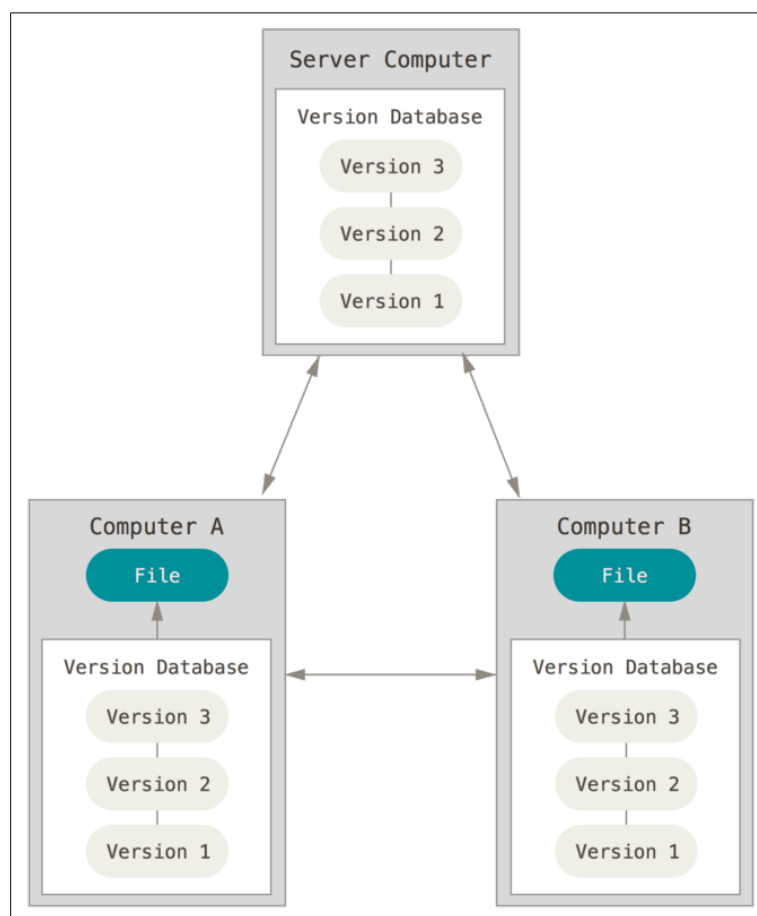 Server Computer
Version Database
Version 3
Version 2
Version 1
Computer A
File
Version Database
Version 3
Version 2
Version 1
Computer B
File
Version Database
Version 3
Version 2
Version 1